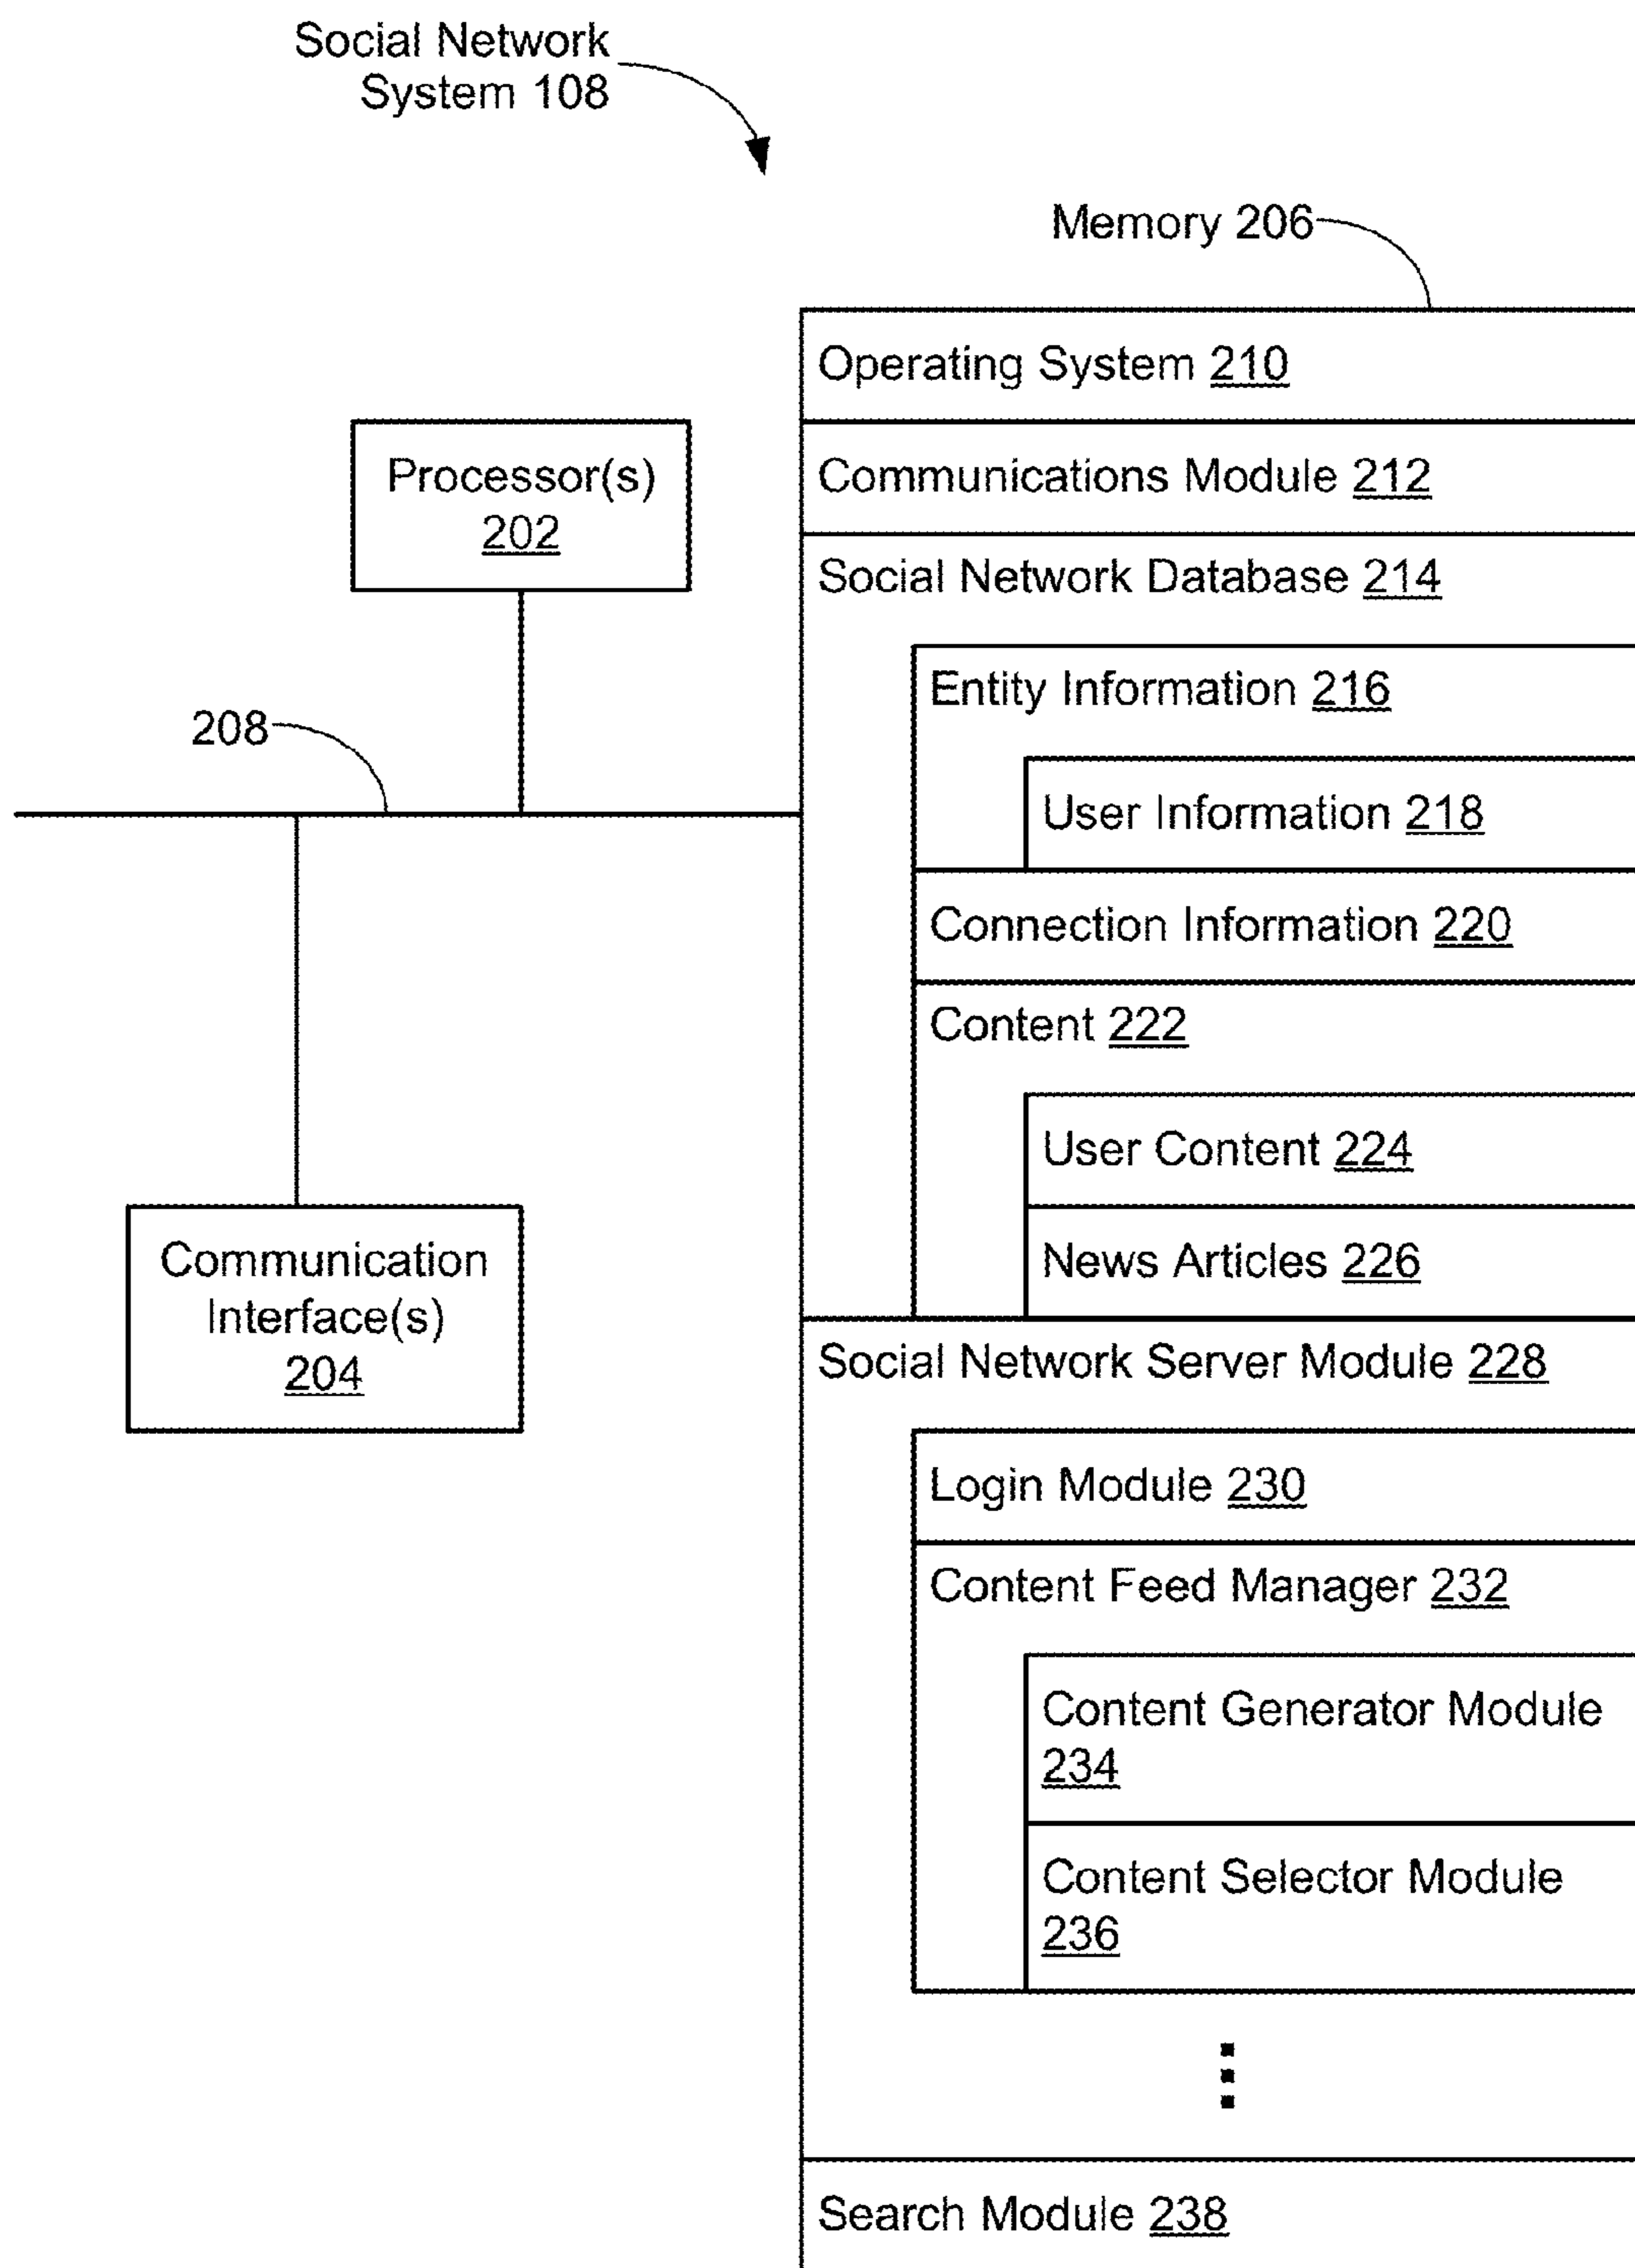 Social Network
System 108
Memory 206
Operating System 210
Processor(s)
202
Communications Module 212
Social Network Database 214
Entity Information 216
208
User Information 218
Connection Information 220
Content 222
User Content 224
News Articles 226
Communication
Interface(s)
204
Social Network Server Module 228
Login Module 230
Content Feed Manager 232
Content Generator Module
234
Content Selector Module
236
Search Module 238